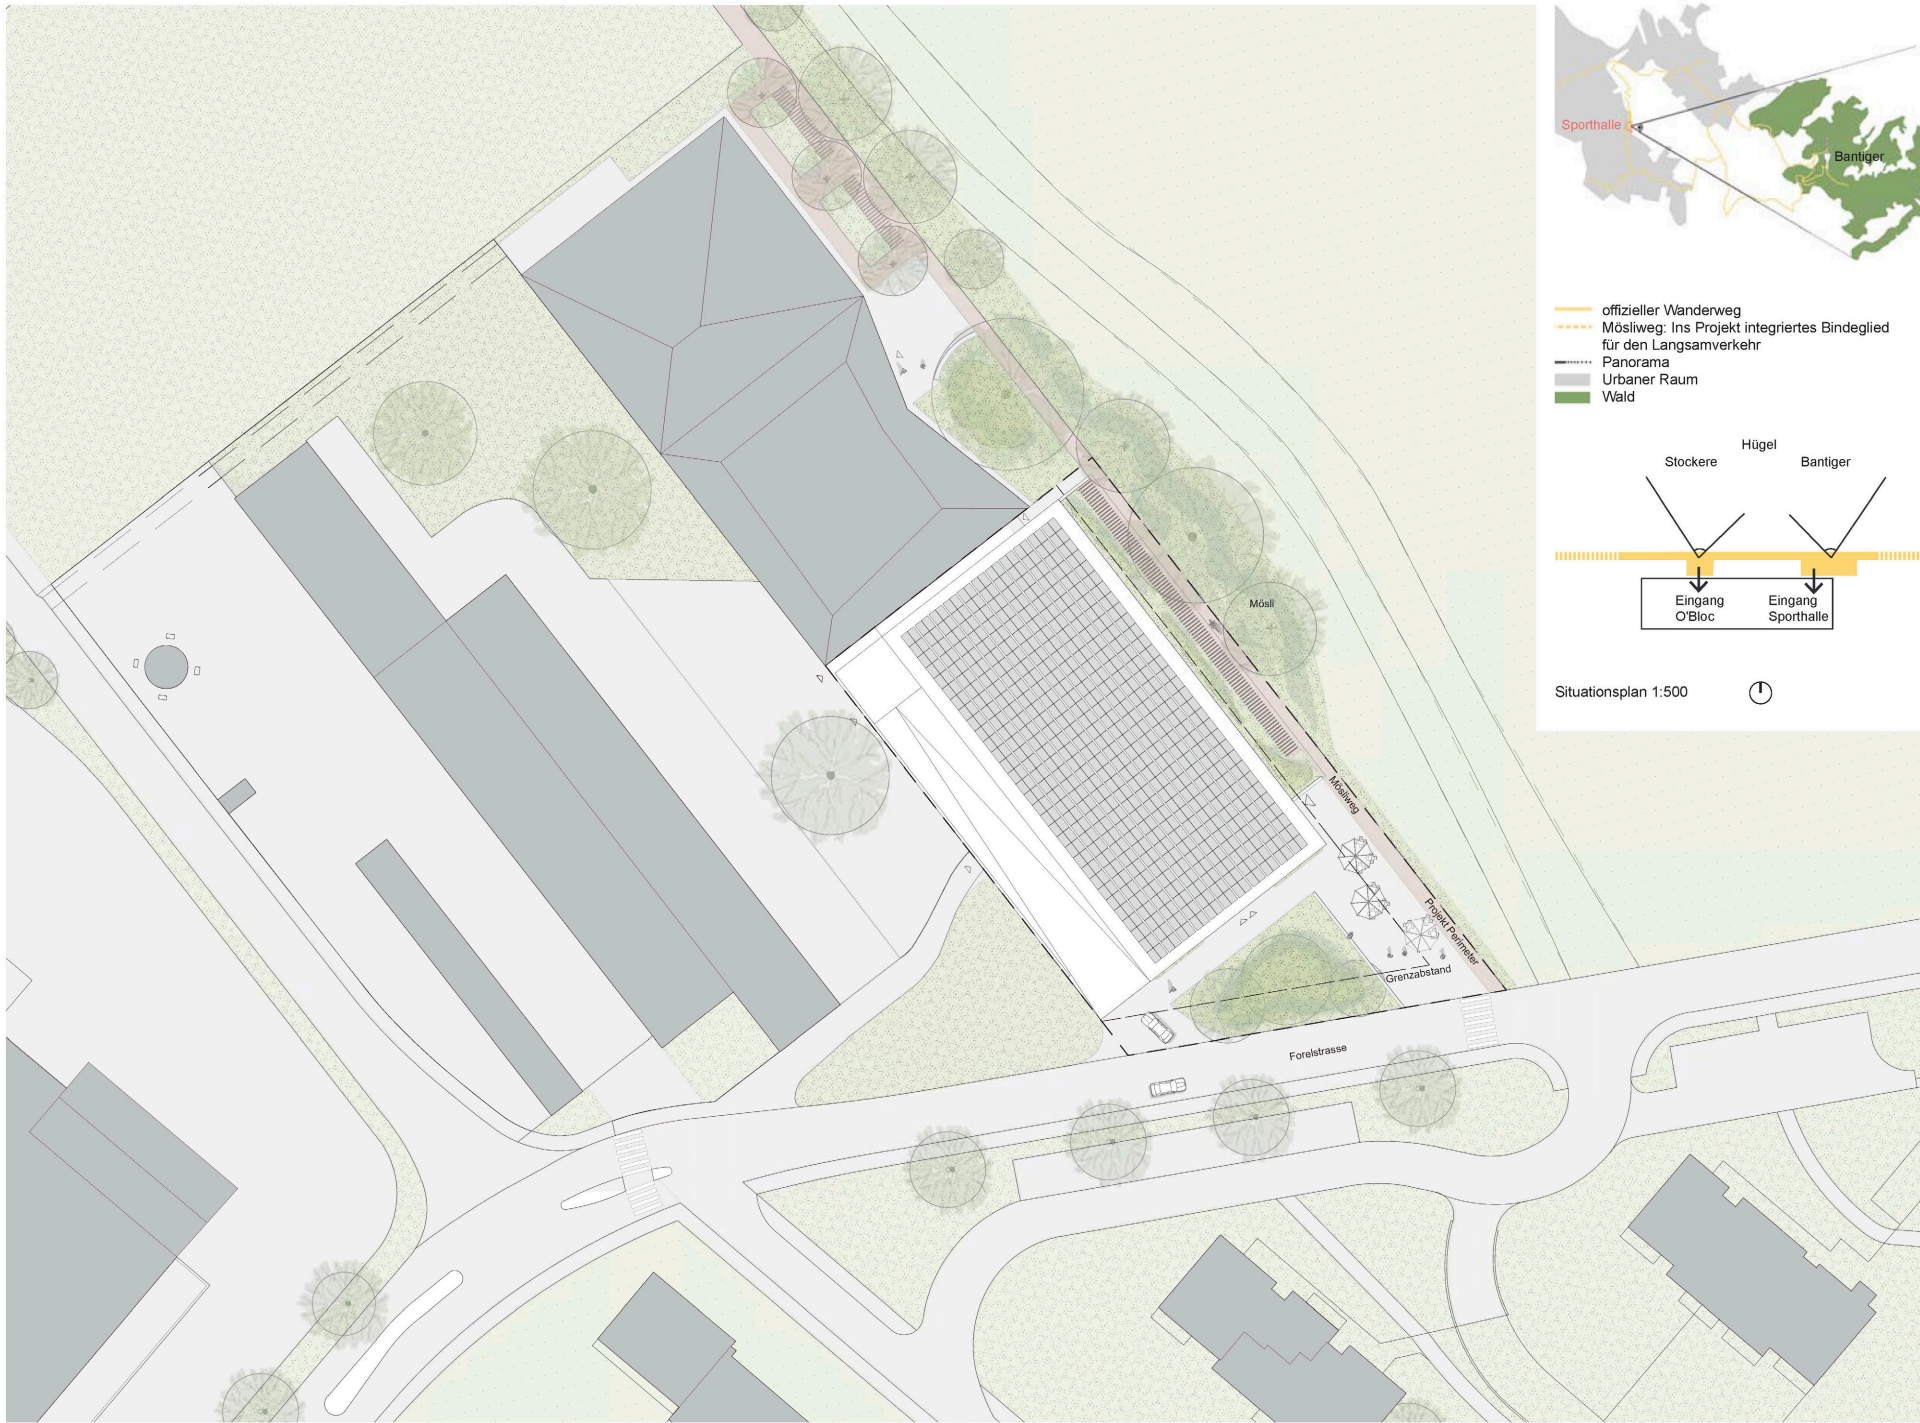 Sporthalle
Bantiger
offizieller Wanderweg
Mösliweg: Ins Projekt integriertes Bindeglied
für den Langsamverkehr
Panorama
Urbaner Raum
Wald
Hügel
Stockere
Bantiger
Eingang
O'Bloc
Eingang
Sporthalle
Situationsplan 1:500
Mösli
Mösliweg
Projekt Perimeter
Grenzabstand
Forelstrasse